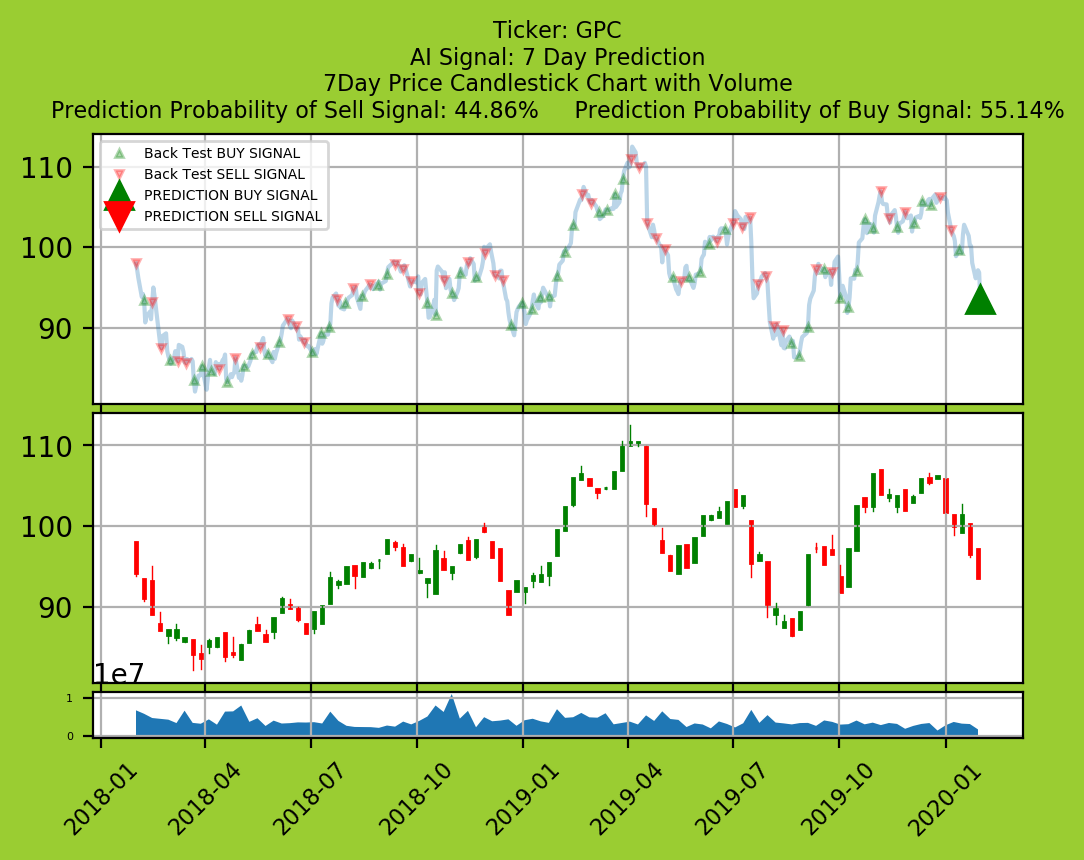 Ticker: GPC
AI Signal: 7 Day Prediction
7Day Price Candlestick Chart with Volume
Prediction Probability of Sell Signal: 44.86% Prediction Probability of Buy Signal: 55.14%
Back Test BUY SIGNAL
Back Test SELL SIGNAL
PREDICTION BUY SIGNAL
PREDICTION SELL SIGNAL
110
100
90
110
100
90
1e7
1
0
2018-01
2018-04
2018-07
2018-10
2019-01
2019-04
2019-07
2019-10
2020-01